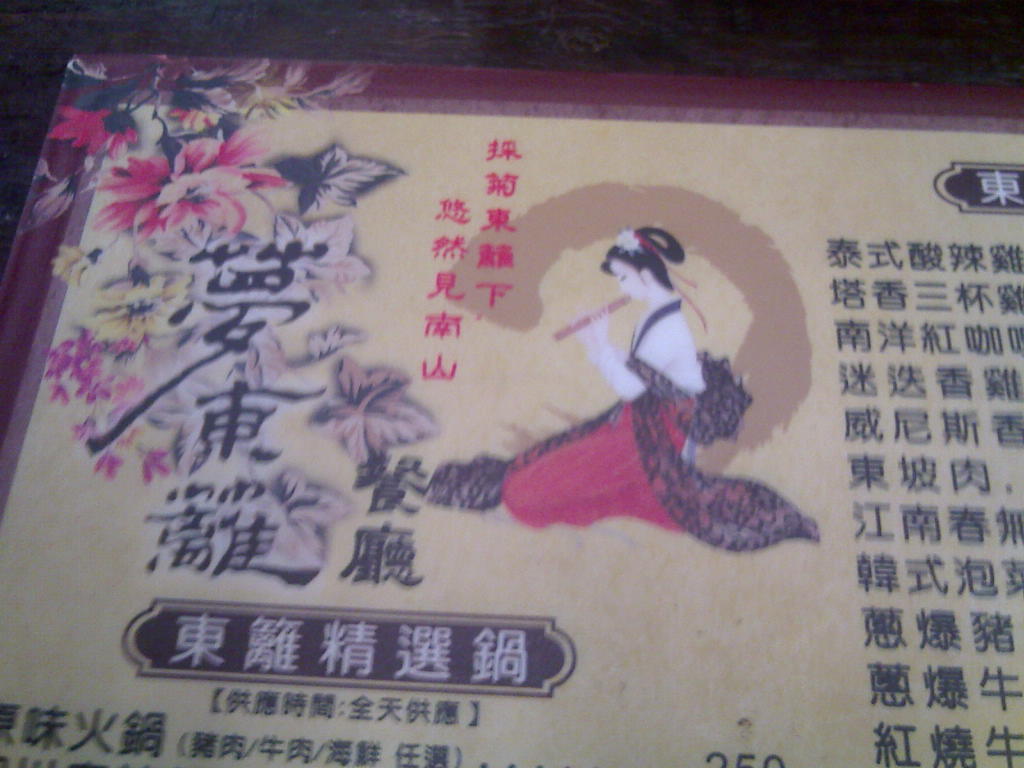 採菊東籬下
悠然見南山
夢東籬
餐廳
東籬精選鍋
【供應時間:全天供應】
原味火鍋(豬肉/牛肉/海鮮 任選)
250
東
泰式酸辣雞
塔香三杯雞
南洋紅咖
迷迭香雞
威尼斯香
東坡肉.
江南春
韓式泡菜
蔥爆豬
蔥爆牛
紅燒牛